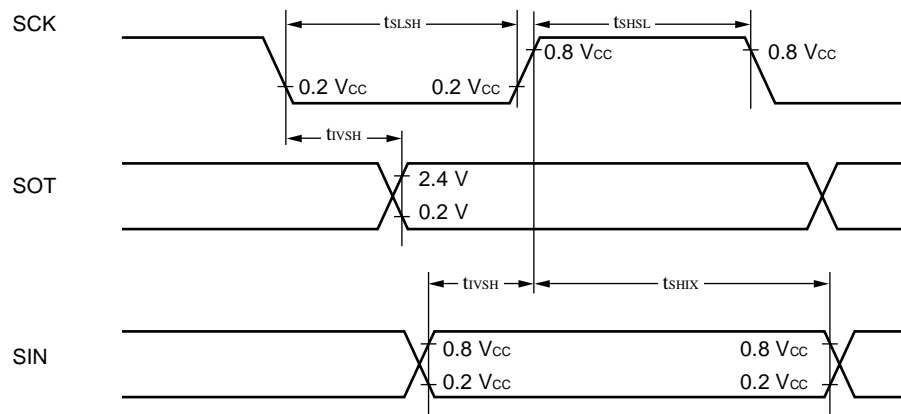 SCK
tSLSH tSHSL
0.8 VCC 0.8 VCC
0.2 VCC 0.2 VCC
tIVSH
SOT
2.4 V
0.2 V
tIVSH tSHIX
SIN
0.8 VCC 0.8 VCC
0.2 VCC 0.2 VCC